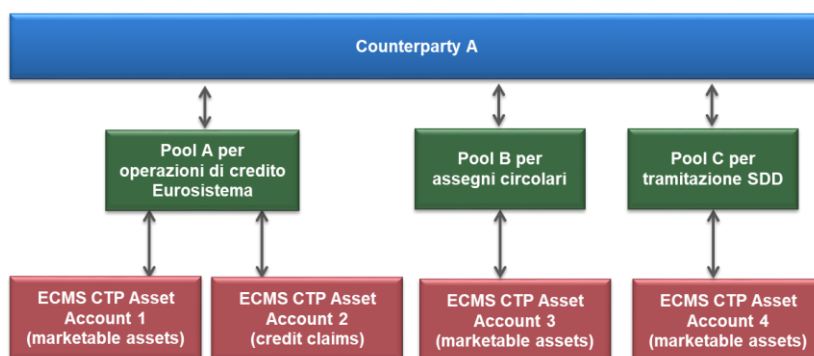 Counterparty A
Pool A per
operazioni di credito
Eurosistema
Pool B per
assegni circolari
Pool C per
tramitazione SDD
ECMS CTP Asset
Account 1
(marketable assets)
ECMS CTP Asset
Account 2
(credit claims)
ECMS CTP Asset
Account 3
(marketable assets)
ECMS CTP Asset
Account 4
(marketable assets)